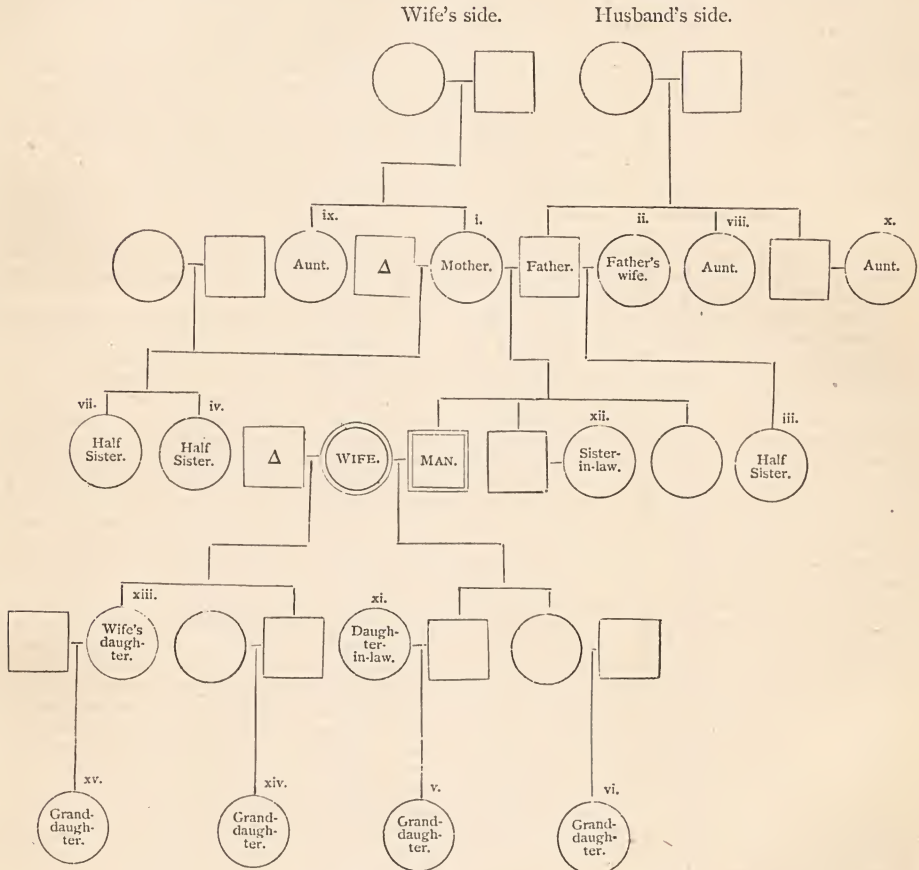 Wife's side. Husband's side.
ix. i. ii. viii. x.
Aunt. Δ Mother. Father. Father's
wife. Aunt. Aunt.
vii. iv. xii. iii.
Half
Sister. Half
Sister. Δ WIFE. MAN. Sister-
in-law. Half
Sister.
xiii. xi.
Wife's
daugh-
ter. Daugh-
ter-
in-law.
xv. xiv. v. vi.
Grand-
daugh-
ter. Grand-
daugh-
ter. Grand-
daugh-
ter. Grand-
daugh-
ter.